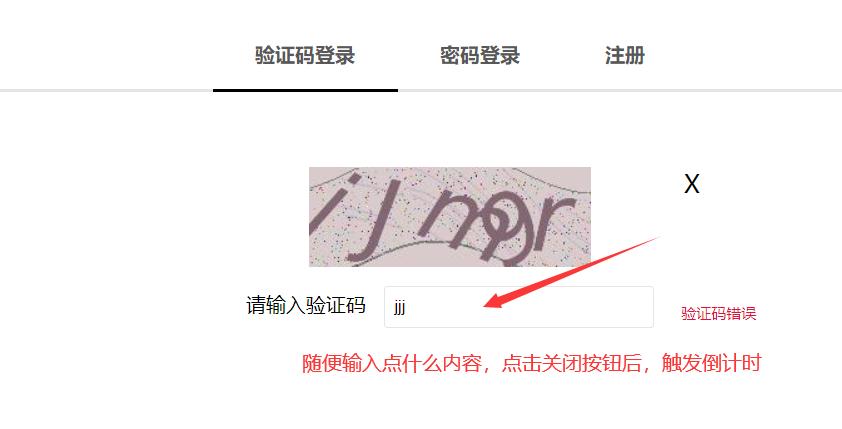 验证码登录 密码登录 注册
X
请输入验证码 jjj 验证码错误
随便输入点什么内容，点击关闭按钮后，触发倒计时